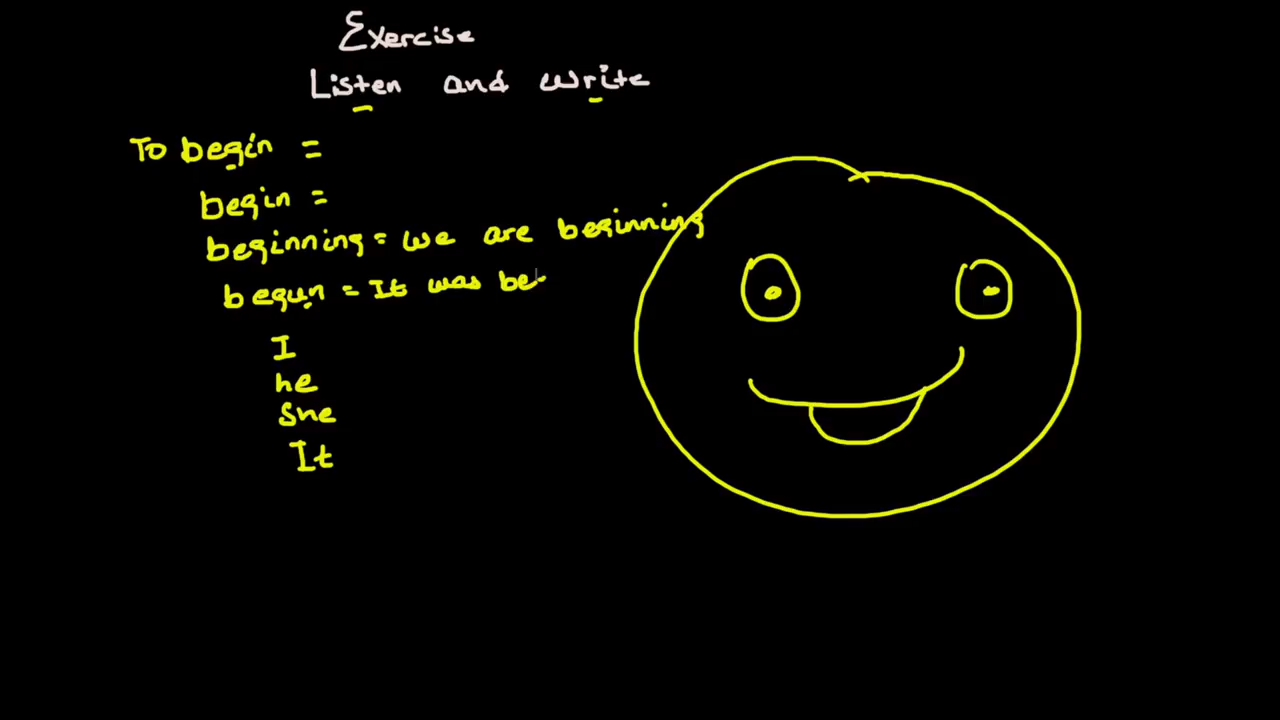 Exercise
Listen and write
To begin =
begin =
beginning = we are beginning
begun = It was be
I
he
She
It